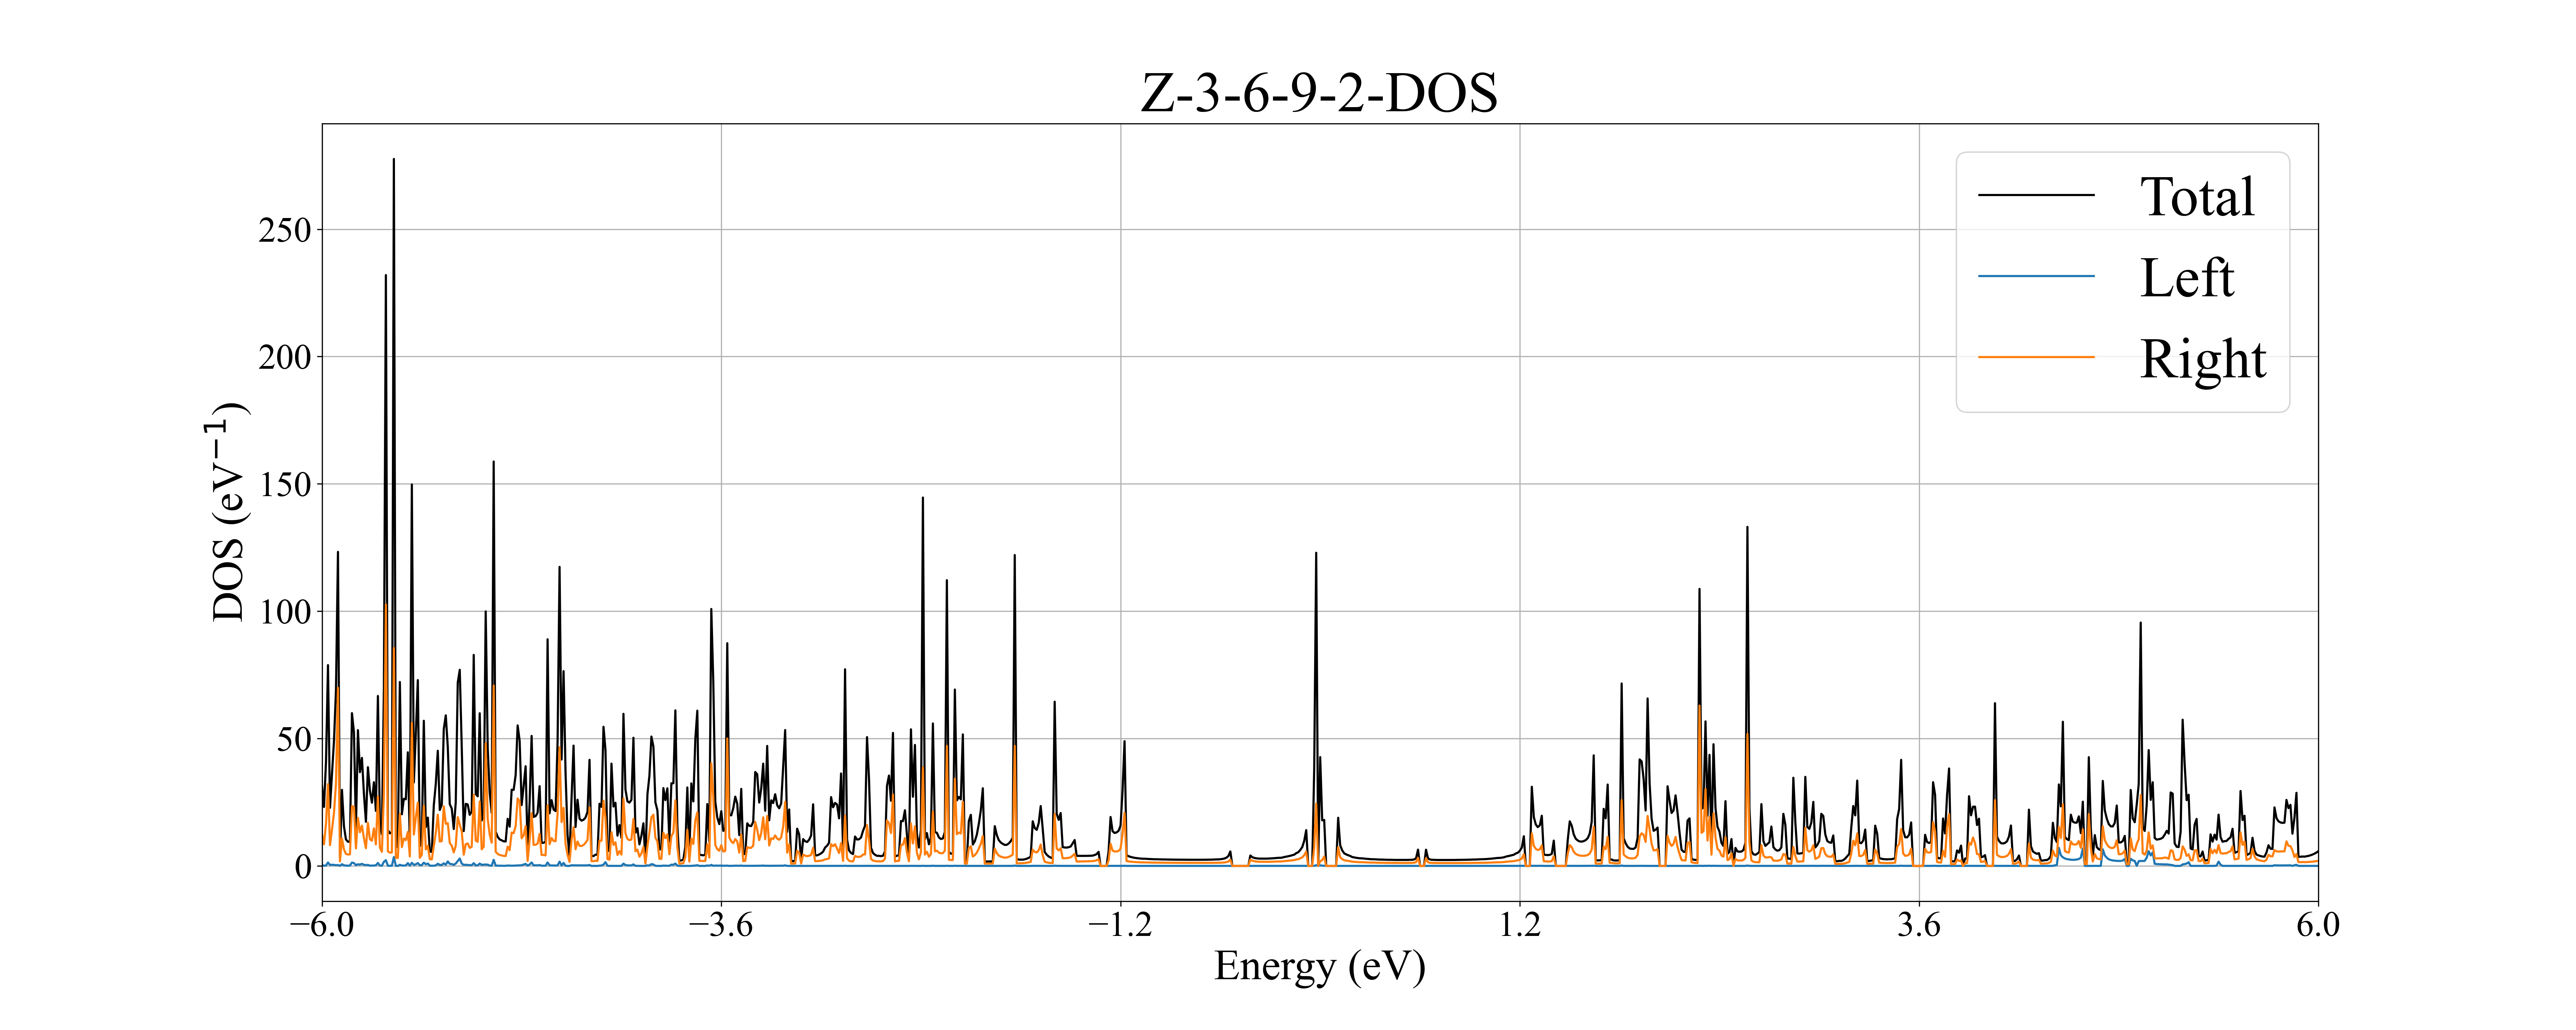 Z-3-6-9-2-DOS
Total
Left
Right
DOS (eV⁻¹)
250
200
150
100
50
0
−6.0
−3.6
−1.2
1.2
3.6
6.0
Energy (eV)